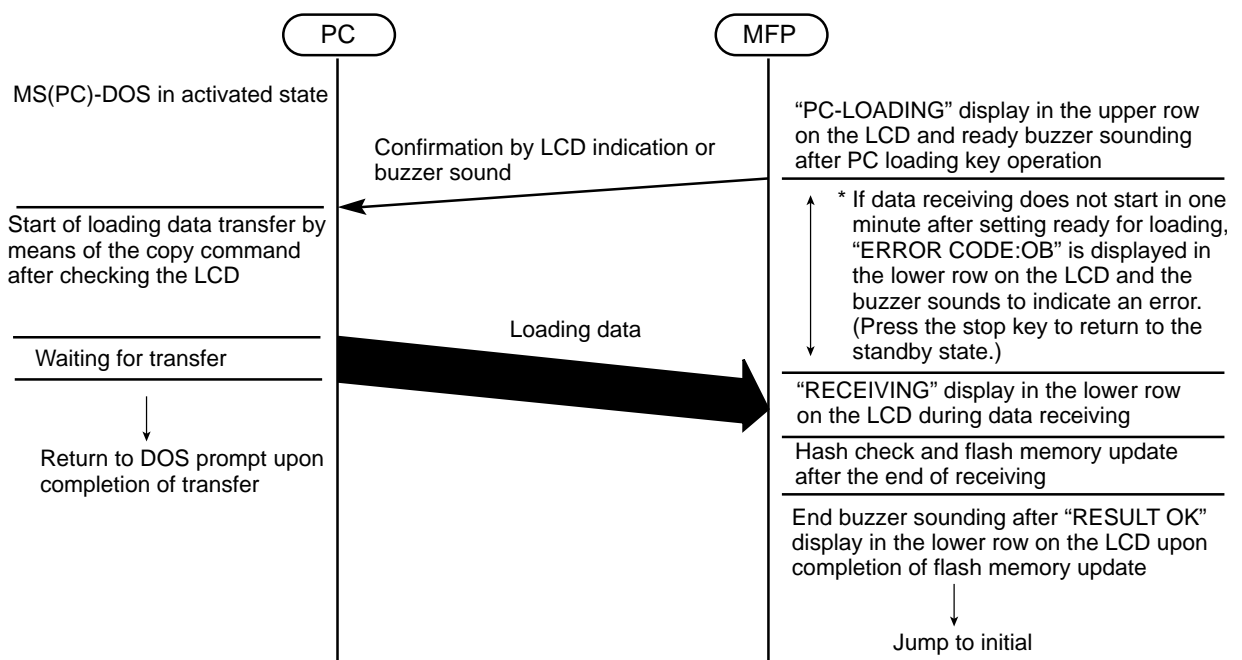 PC
MFP
MS(PC)-DOS in activated state
“PC-LOADING” display in the upper row
on the LCD and ready buzzer sounding
after PC loading key operation
Confirmation by LCD indication or
buzzer sound
Start of loading data transfer by
means of the copy command
after checking the LCD
* If data receiving does not start in one
minute after setting ready for loading,
“ERROR CODE:OB” is displayed in
the lower row on the LCD and the
buzzer sounds to indicate an error.
(Press the stop key to return to the
standby state.)
Loading data
Waiting for transfer
“RECEIVING” display in the lower row
on the LCD during data receiving
Return to DOS prompt upon
completion of transfer
Hash check and flash memory update
after the end of receiving
End buzzer sounding after “RESULT OK”
display in the lower row on the LCD upon
completion of flash memory update
Jump to initial